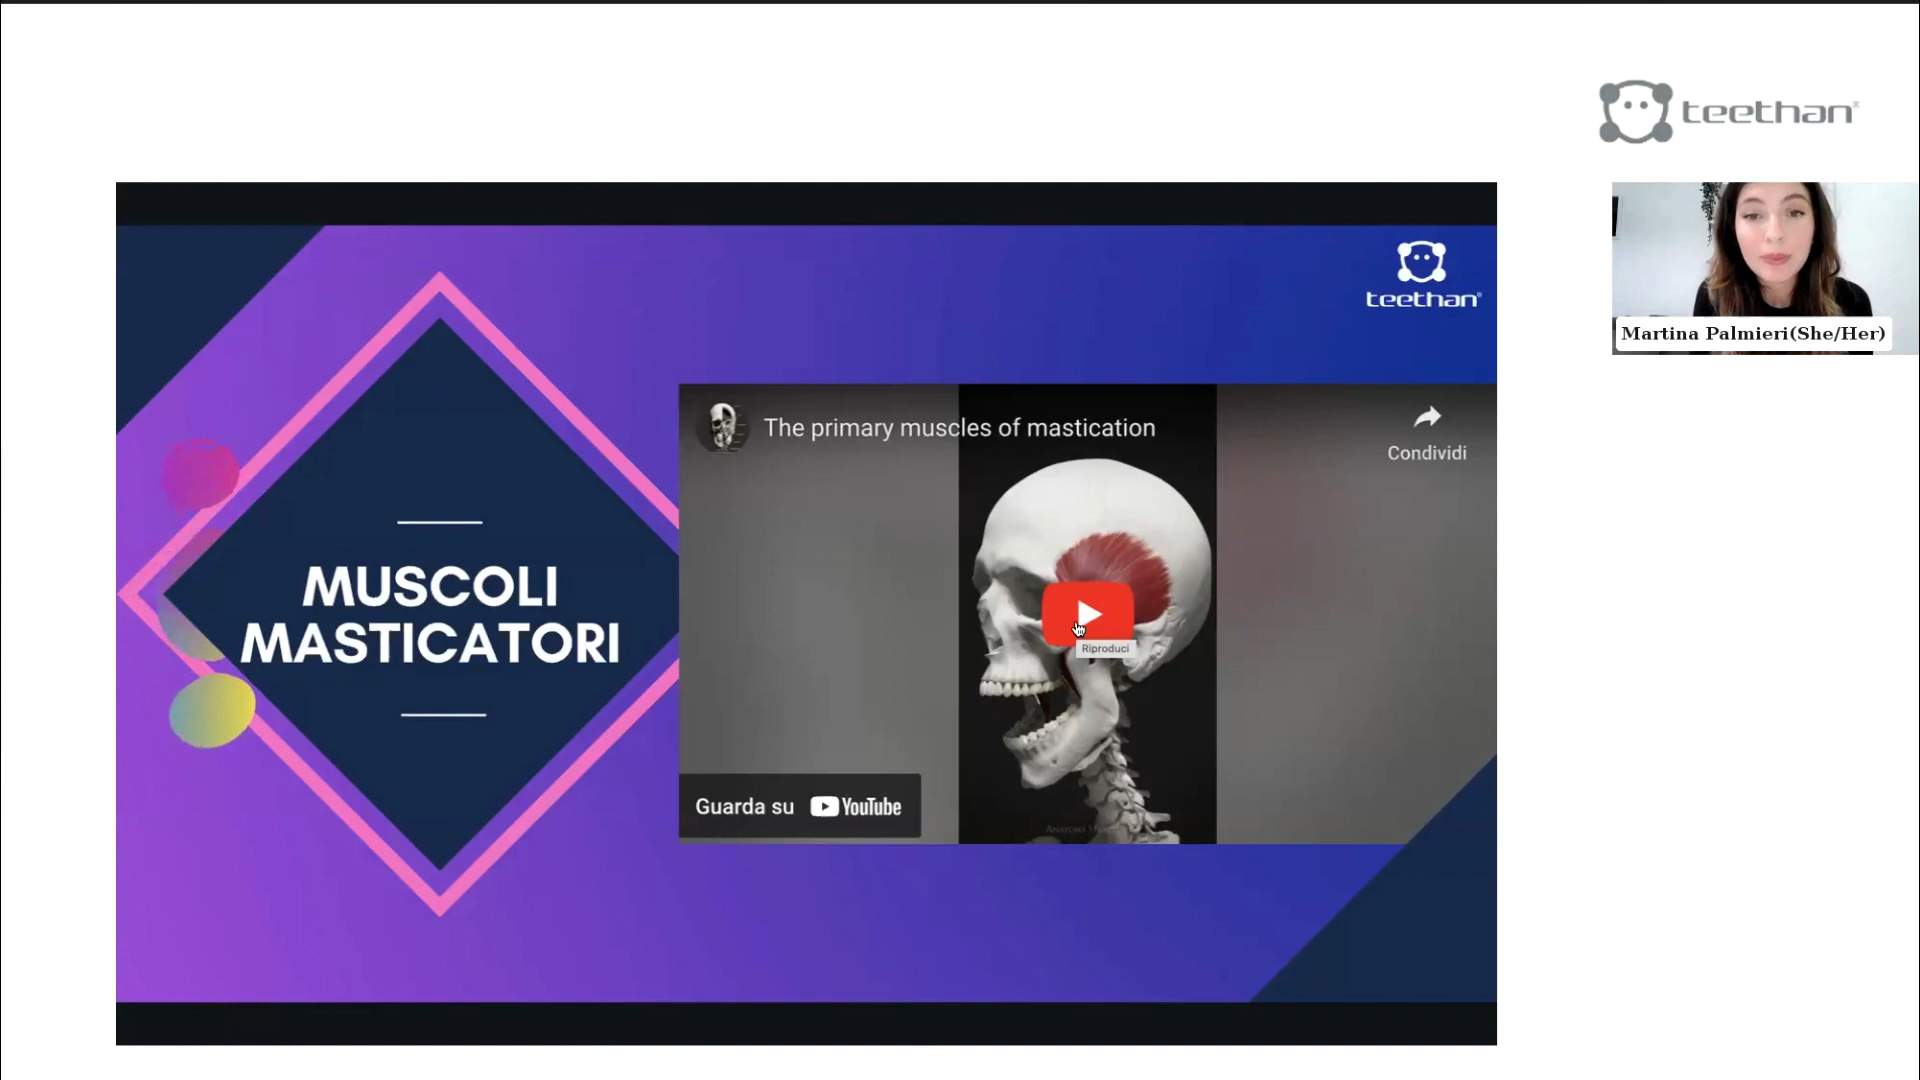 teethan®
teethan®
Martina Palmieri(She/Her)
The primary muscles of mastication
Condividi
MUSCOLI
MASTICATORI
Riproduci
Guarda su YouTube